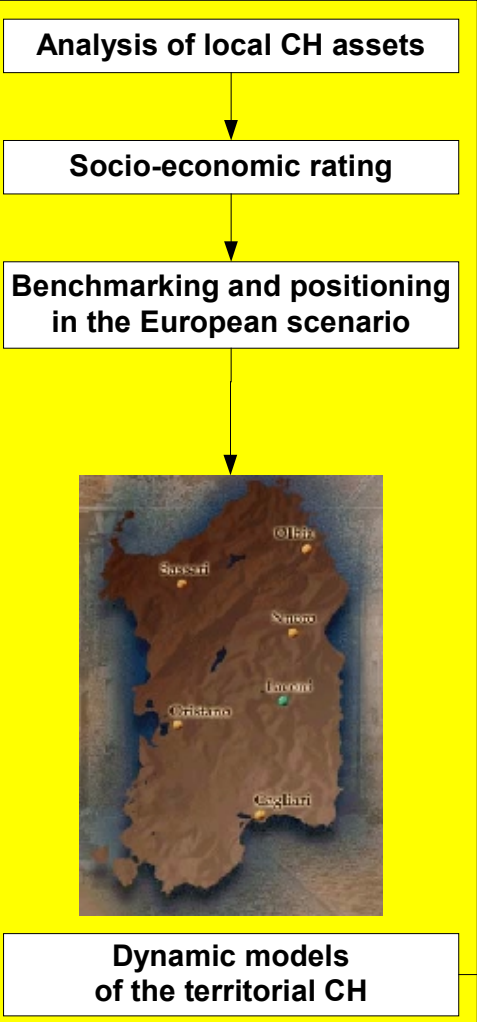 Analysis of local CH assets
Socio-economic rating
Benchmarking and positioning
in the European scenario
Olbia
Sassari
Nuoro
Laconi
Oristano
Cagliari
Dynamic models
of the territorial CH